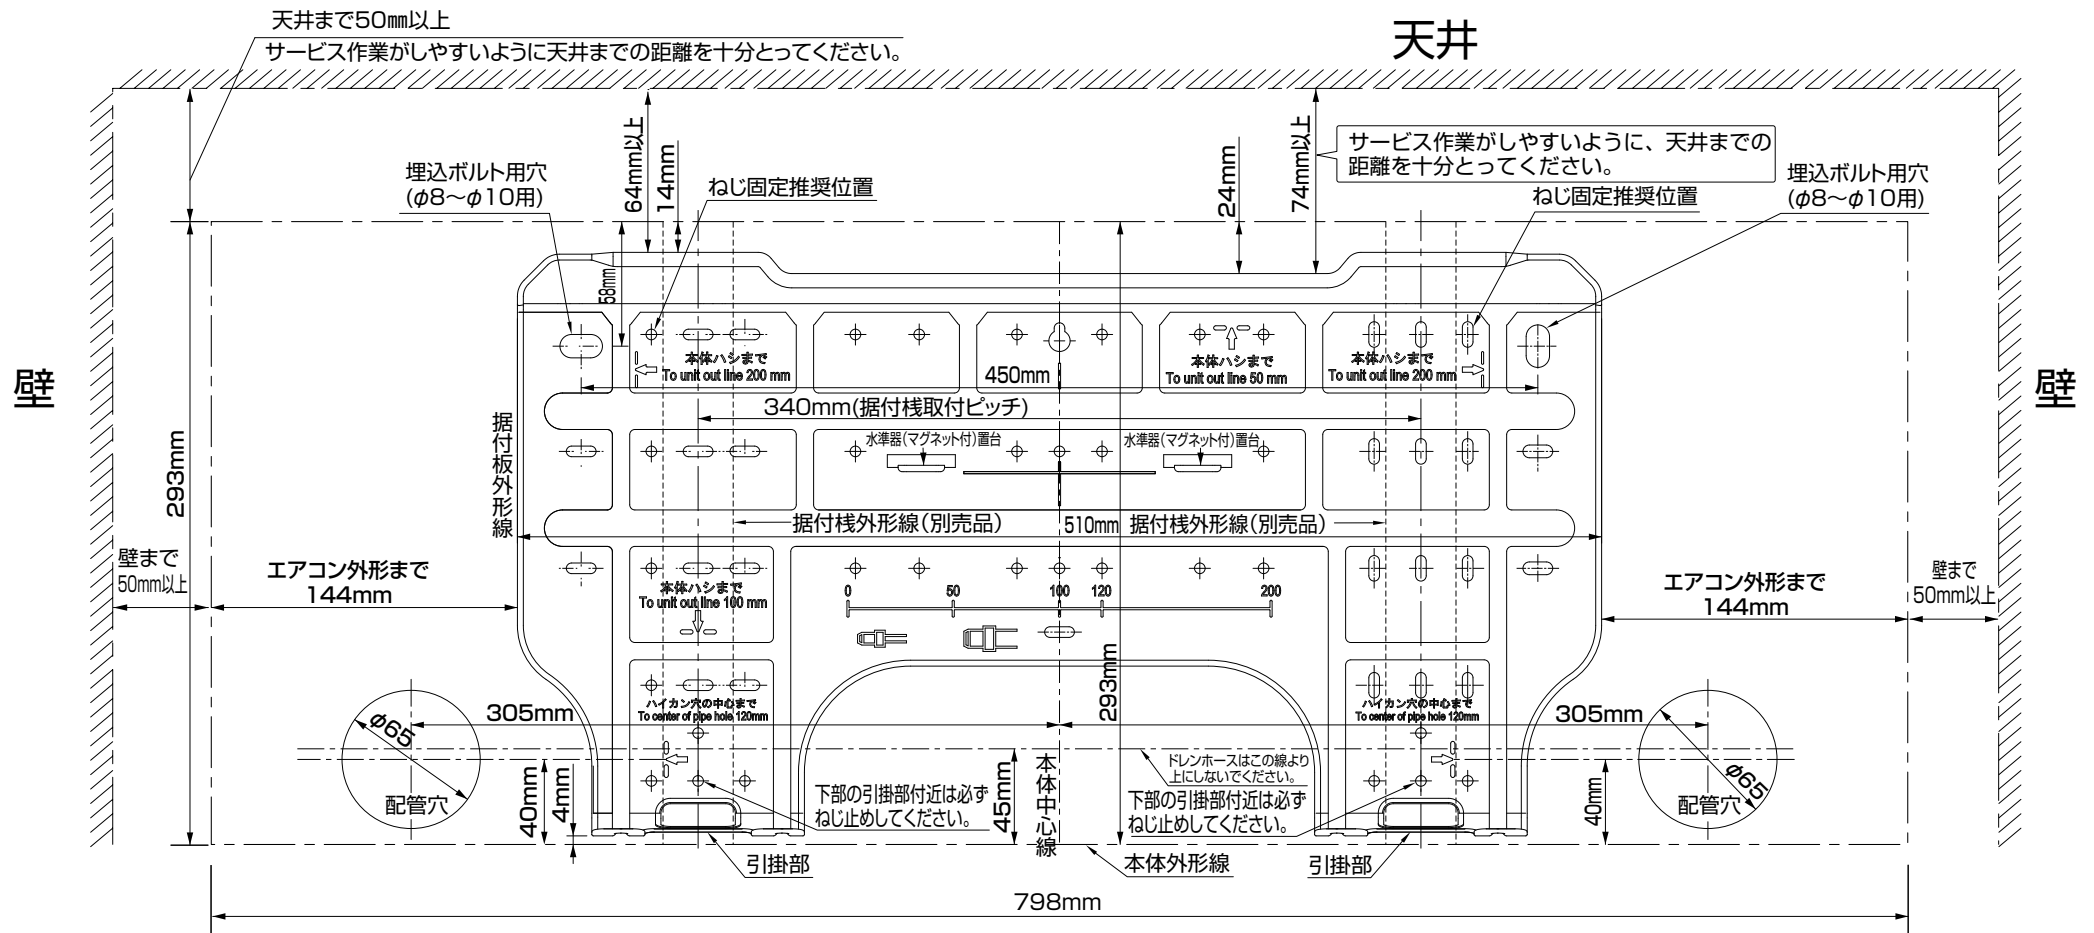 天井まで50㎜以上
サービス作業がしやすいように天井までの距離を十分とってください。
天井
壁
壁
64mm以上
14mm
24mm
74mm以上
サービス作業がしやすいように、天井までの
距離を十分とってください。
埋込ボルト用穴
(φ8～φ10用)
ねじ固定推奨位置
ねじ固定推奨位置
埋込ボルト用穴
(φ8～φ10用)
58mm
本体ハシまで
To unit out line 200 mm
本体ハシまで
To unit out line 50 mm
本体ハシまで
To unit out line 200 mm
450mm
340mm(据付桟取付ピッチ)
据付板外形線
水準器(マグネット付)置台
水準器(マグネット付)置台
293mm
据付桟外形線(別売品)
510mm
据付桟外形線(別売品)
壁まで
50mm以上
エアコン外形まで
144mm
エアコン外形まで
144mm
壁まで
50mm以上
本体ハシまで
To unit out line 100 mm
0 50 100 120 200
293mm
ハイカン穴の中心まで
To center of pipe hole 120mm
ハイカン穴の中心まで
To center of pipe hole 120mm
305mm
305mm
φ65
配管穴
φ65
配管穴
40mm
4mm
45mm
40mm
本体中心線
ドレンホースはこの線より
上にしないでください。
下部の引掛部付近は必ず
ねじ止めしてください。
下部の引掛部付近は必ず
ねじ止めしてください。
引掛部
本体外形線
引掛部
798mm